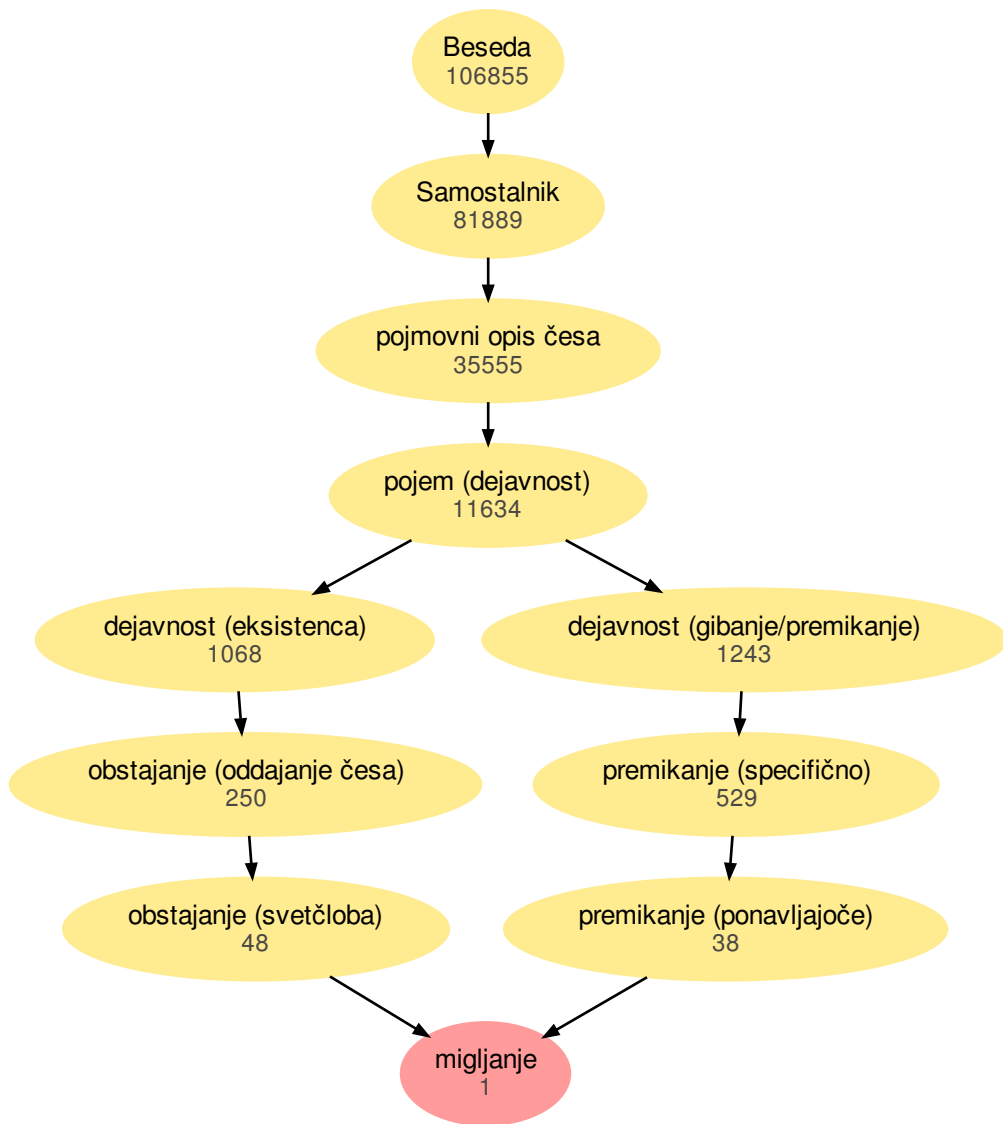 Beseda
106855
Samostalnik
81889
pojmovni opis česa
35555
pojem (dejavnost)
11634
dejavnost (eksistenca)
1068
dejavnost (gibanje/premikanje)
1243
obstajanje (oddajanje česa)
250
premikanje (specifično)
529
obstajanje (svetčloba)
48
premikanje (ponavljajoče)
38
migljanje
1